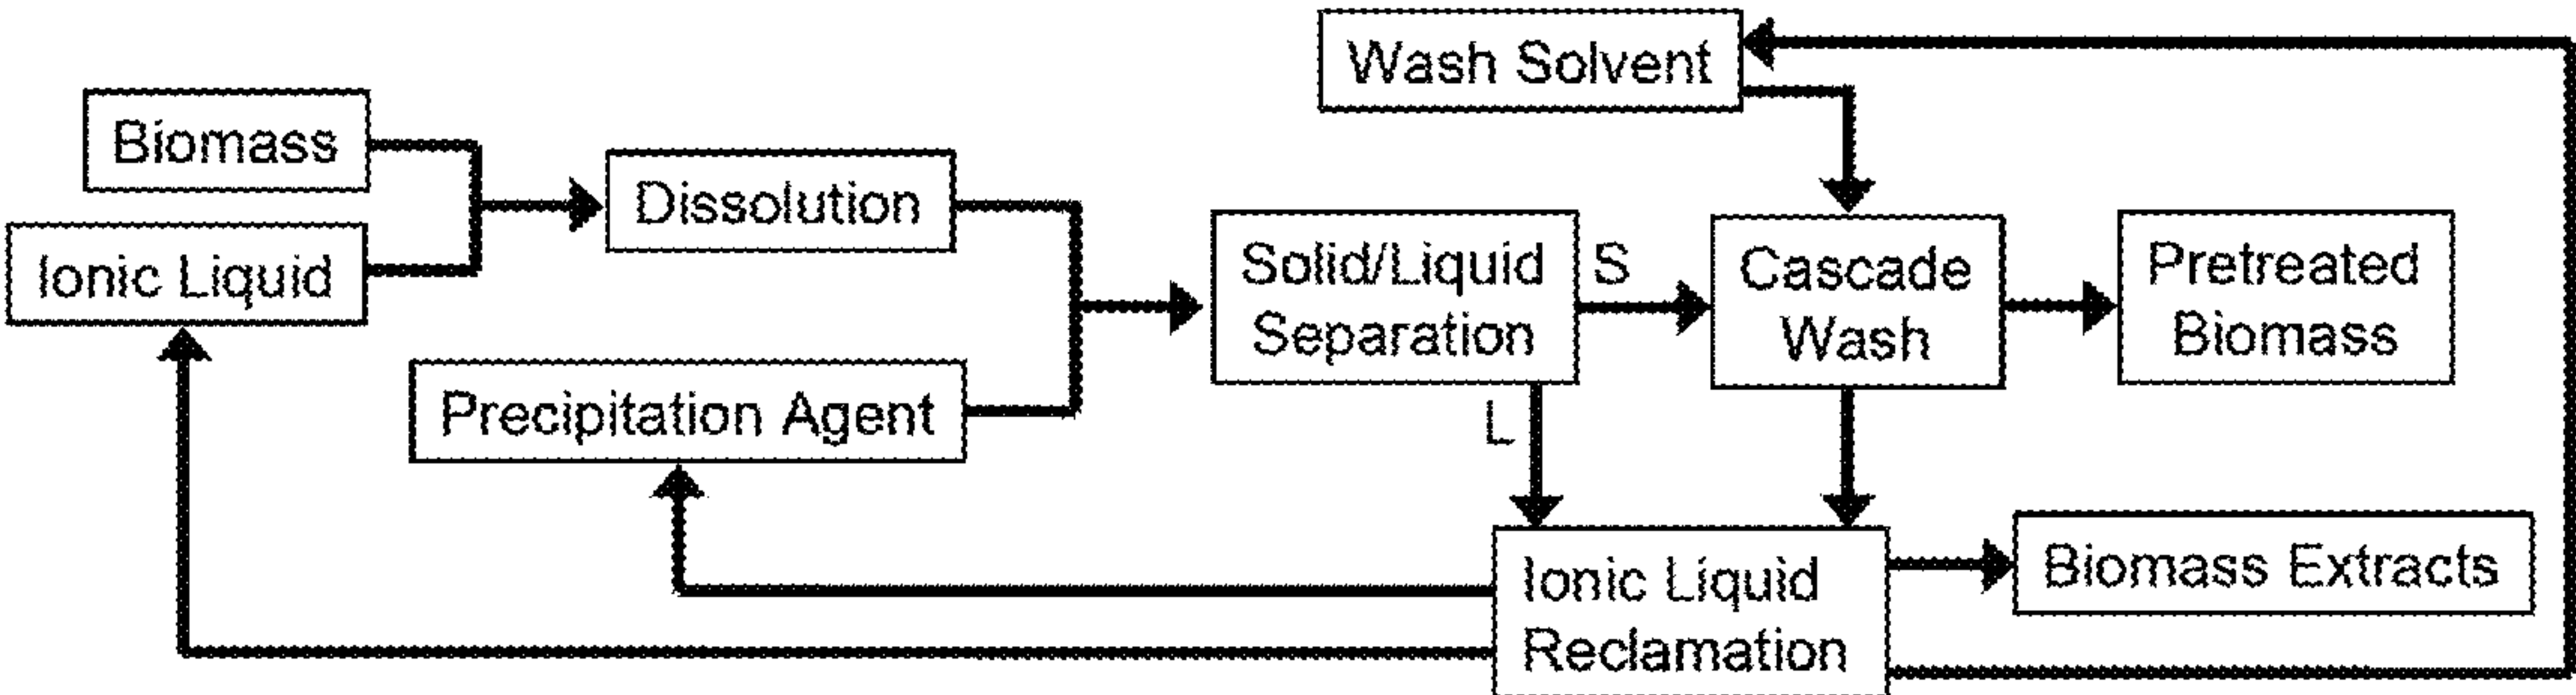 Wash Solvent
Biomass
Dissolution
Ionic Liquid
Solid/Liquid
Separation
S
Cascade
Wash
Pretreated
Biomass
Precipitation Agent
L
Ionic Liquid
Reclamation
Biomass Extracts